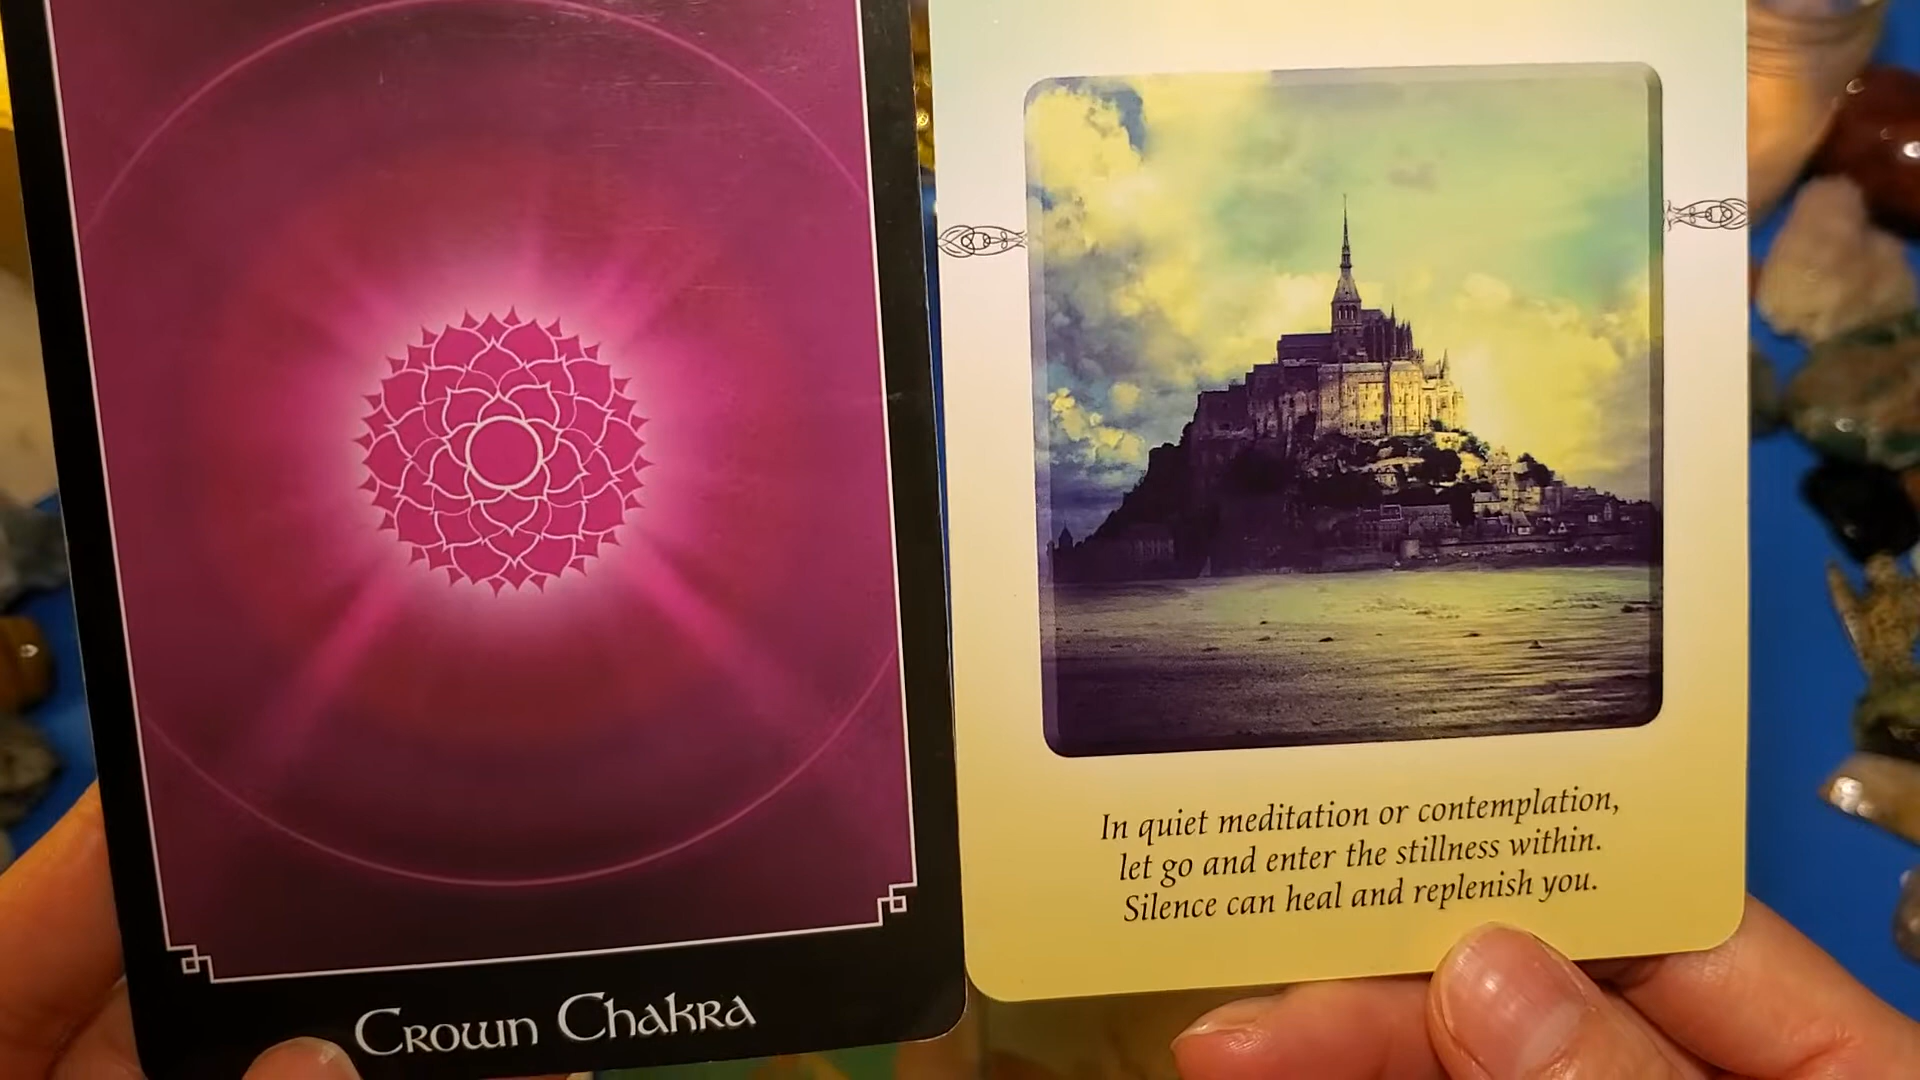 Crown Chakra
In quiet meditation or contemplation,
let go and enter the stillness within.
Silence can heal and replenish you.